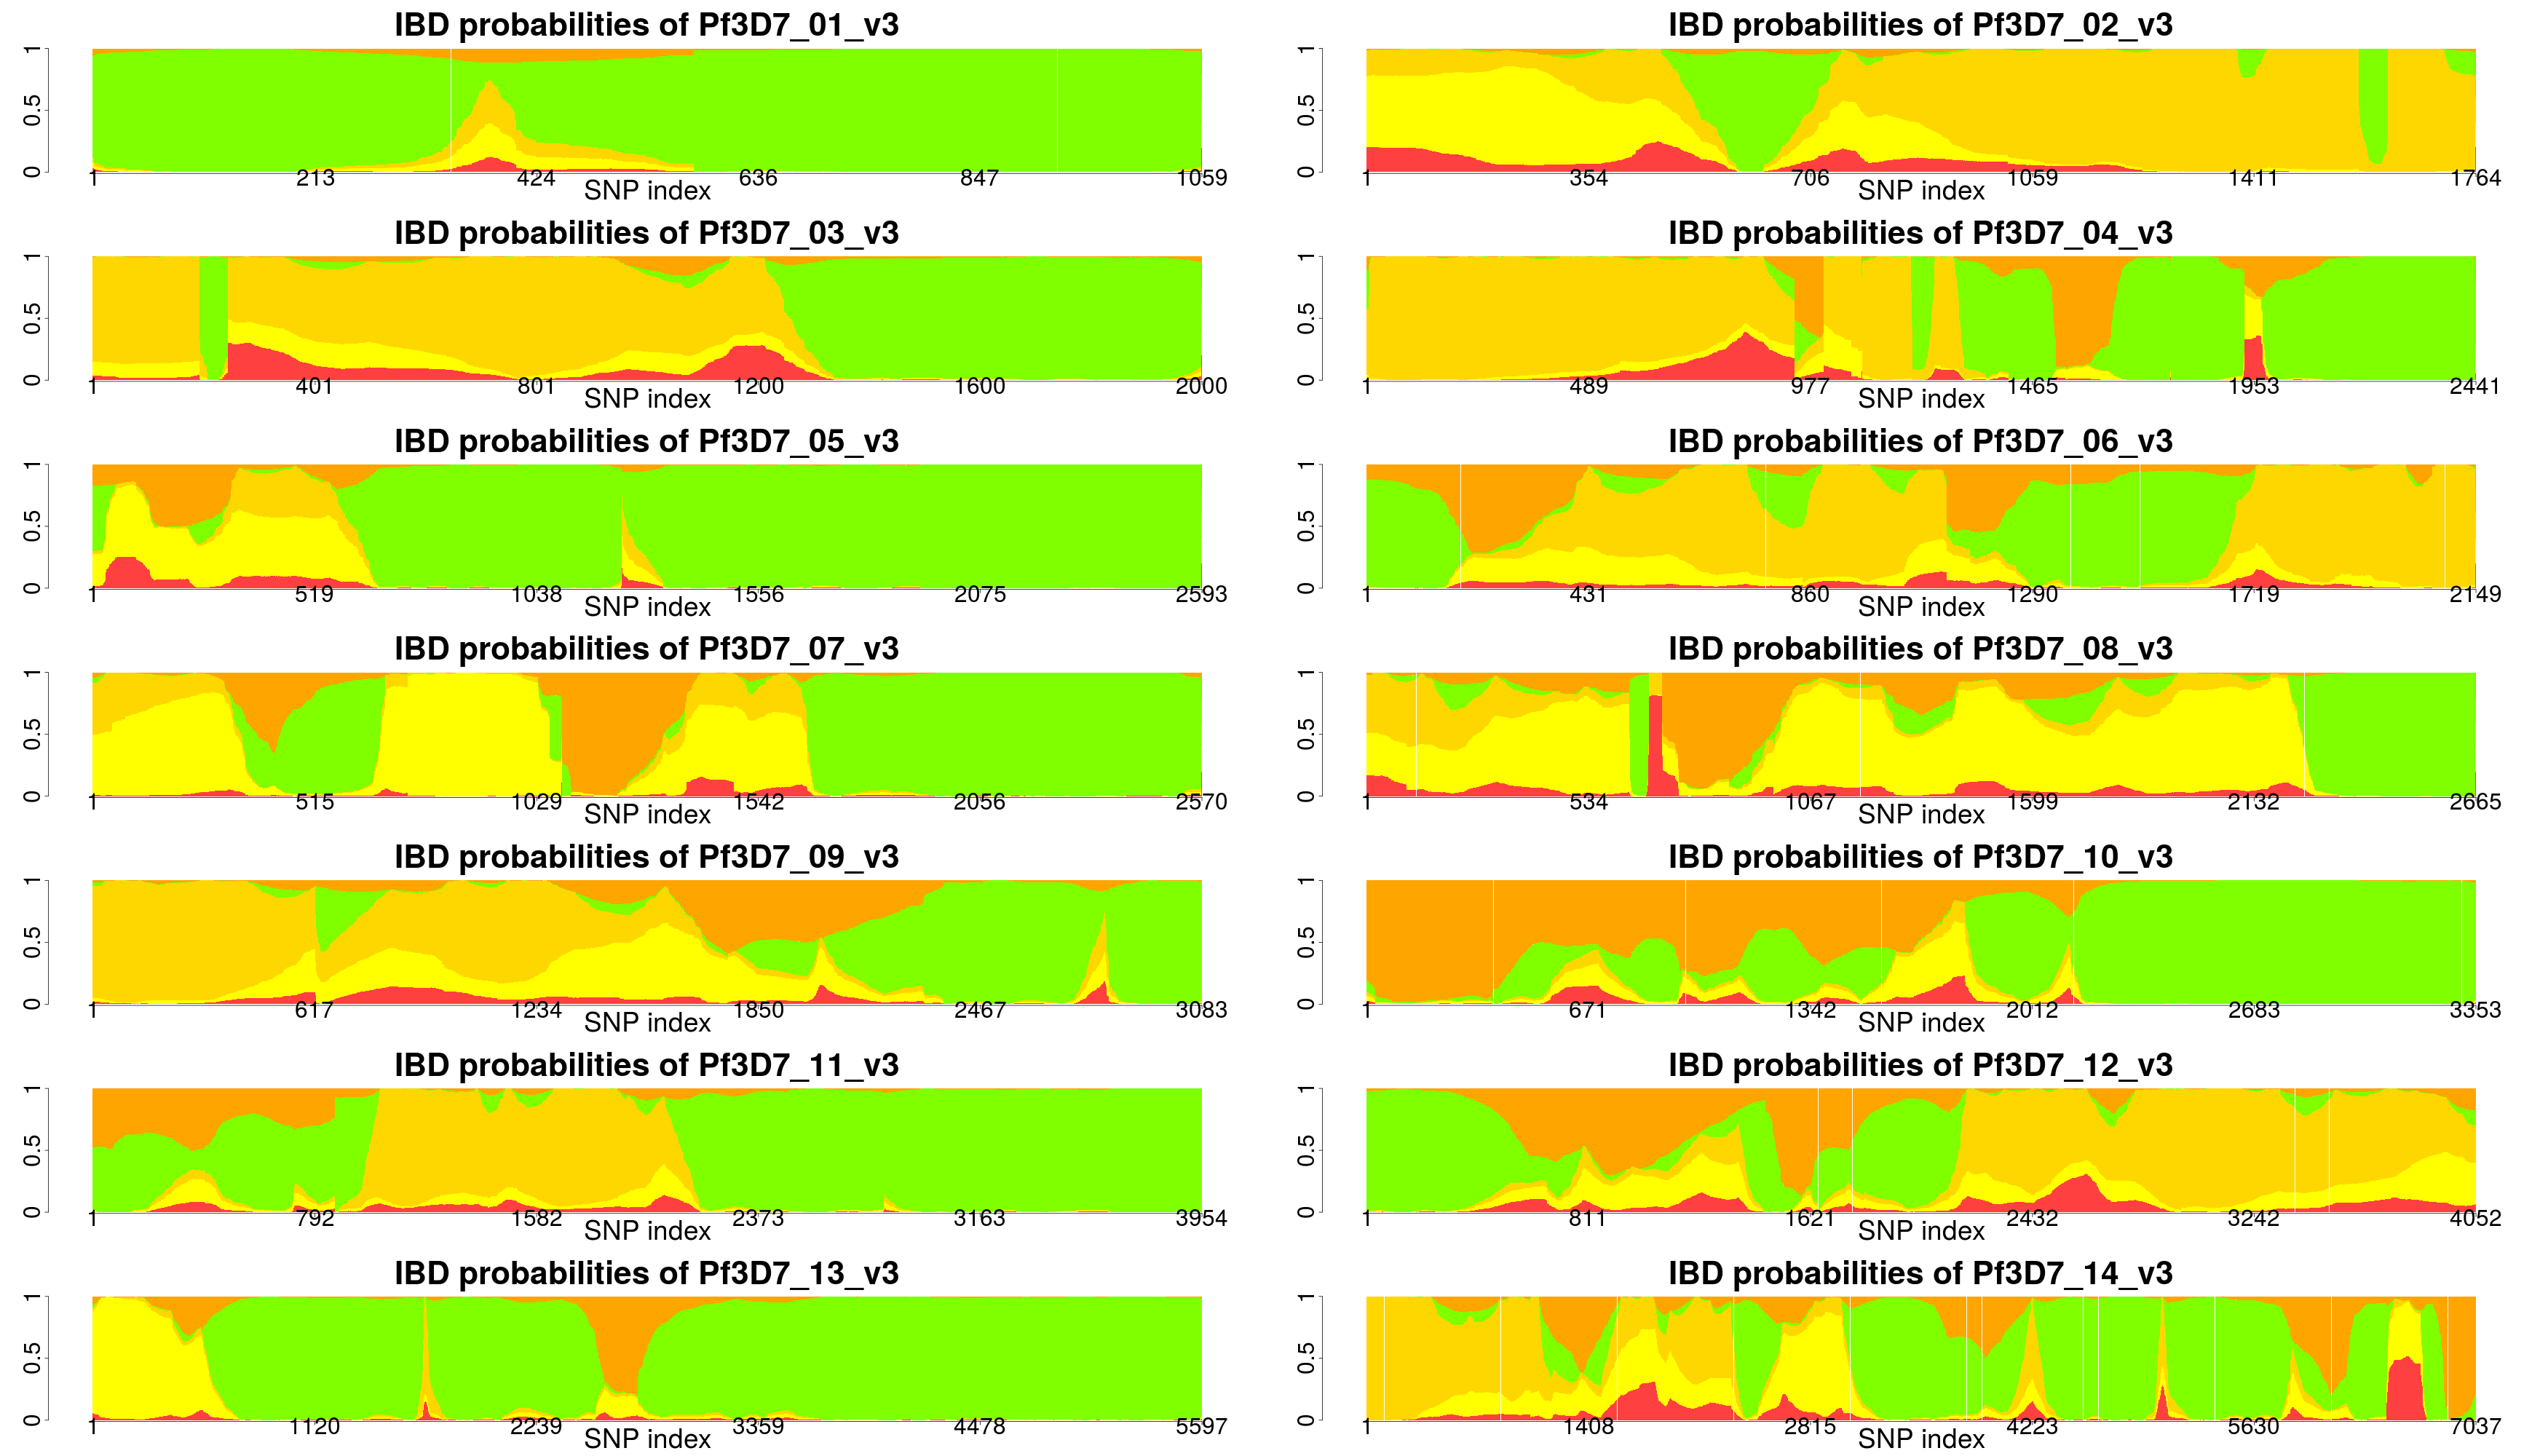 IBD probabilities of Pf3D7_01_v3
0 0.5 1
1 213 424 636 847 1059
SNP index
IBD probabilities of Pf3D7_02_v3
0 0.5 1
1 354 706 1059 1411 1764
SNP index
IBD probabilities of Pf3D7_03_v3
0 0.5 1
1 401 801 1200 1600 2000
SNP index
IBD probabilities of Pf3D7_04_v3
0 0.5 1
1 489 977 1465 1953 2441
SNP index
IBD probabilities of Pf3D7_05_v3
0 0.5 1
1 519 1038 1556 2075 2593
SNP index
IBD probabilities of Pf3D7_06_v3
0 0.5 1
1 431 860 1290 1719 2149
SNP index
IBD probabilities of Pf3D7_07_v3
0 0.5 1
1 515 1029 1542 2056 2570
SNP index
IBD probabilities of Pf3D7_08_v3
0 0.5 1
1 534 1067 1599 2132 2665
SNP index
IBD probabilities of Pf3D7_09_v3
0 0.5 1
1 617 1234 1850 2467 3083
SNP index
IBD probabilities of Pf3D7_10_v3
0 0.5 1
1 671 1342 2012 2683 3353
SNP index
IBD probabilities of Pf3D7_11_v3
0 0.5 1
1 792 1582 2373 3163 3954
SNP index
IBD probabilities of Pf3D7_12_v3
0 0.5 1
1 811 1621 2432 3242 4052
SNP index
IBD probabilities of Pf3D7_13_v3
0 0.5 1
1 1120 2239 3359 4478 5597
SNP index
IBD probabilities of Pf3D7_14_v3
0 0.5 1
1 1408 2815 4223 5630 7037
SNP index